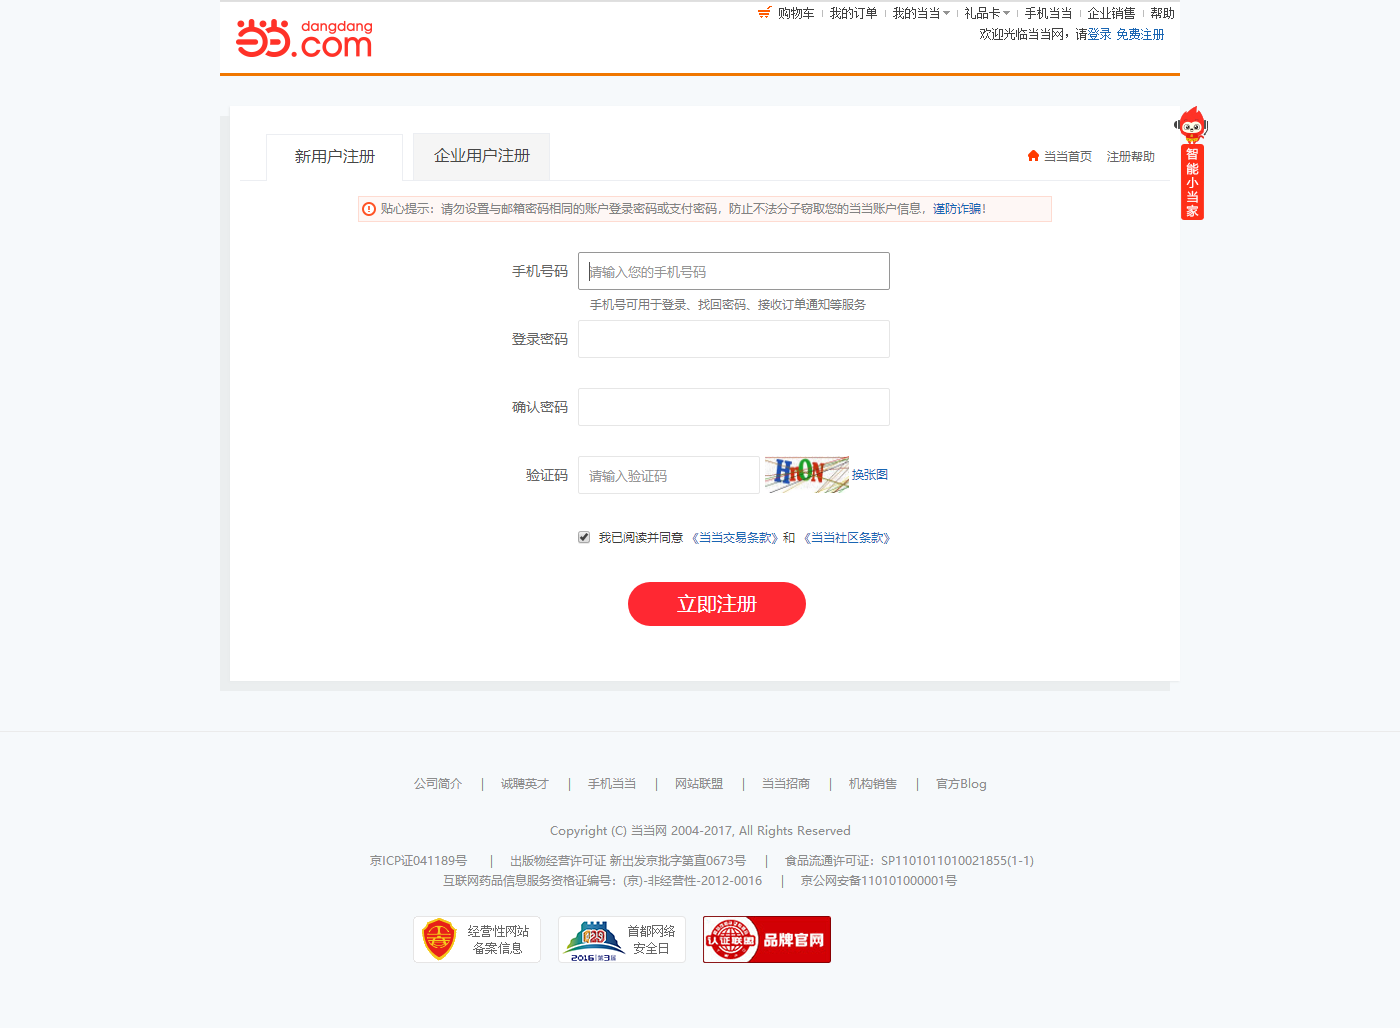 当当.com dangdang
购物车 我的订单 我的当当 礼品卡 手机当当 企业销售 帮助
欢迎光临当当网，请登录 免费注册
新用户注册 企业用户注册 当当首页 注册帮助
智能小当家
贴心提示：请勿设置与邮箱密码相同的账户登录密码或支付密码，防止不法分子窃取您的当当账户信息，谨防诈骗！
手机号码 请输入您的手机号码
手机号可用于登录、找回密码、接收订单通知等服务
登录密码
确认密码
验证码 请输入验证码 HnON 换张图
我已阅读并同意 《当当交易条款》和 《当当社区条款》
立即注册
公司简介 | 诚聘英才 | 手机当当 | 网站联盟 | 当当招商 | 机构销售 | 官方Blog
Copyright (C) 当当网 2004-2017, All Rights Reserved
京ICP证041189号 | 出版物经营许可证 新出发京批字第直0673号 | 食品流通许可证：SP1101011010021855(1-1)
互联网药品信息服务资格证编号：(京)-非经营性-2012-0016 | 京公网安备110101000001号
经营性网站
备案信息
4.29 首都网络
安全日
2016 第3届
认证联盟 品牌官网